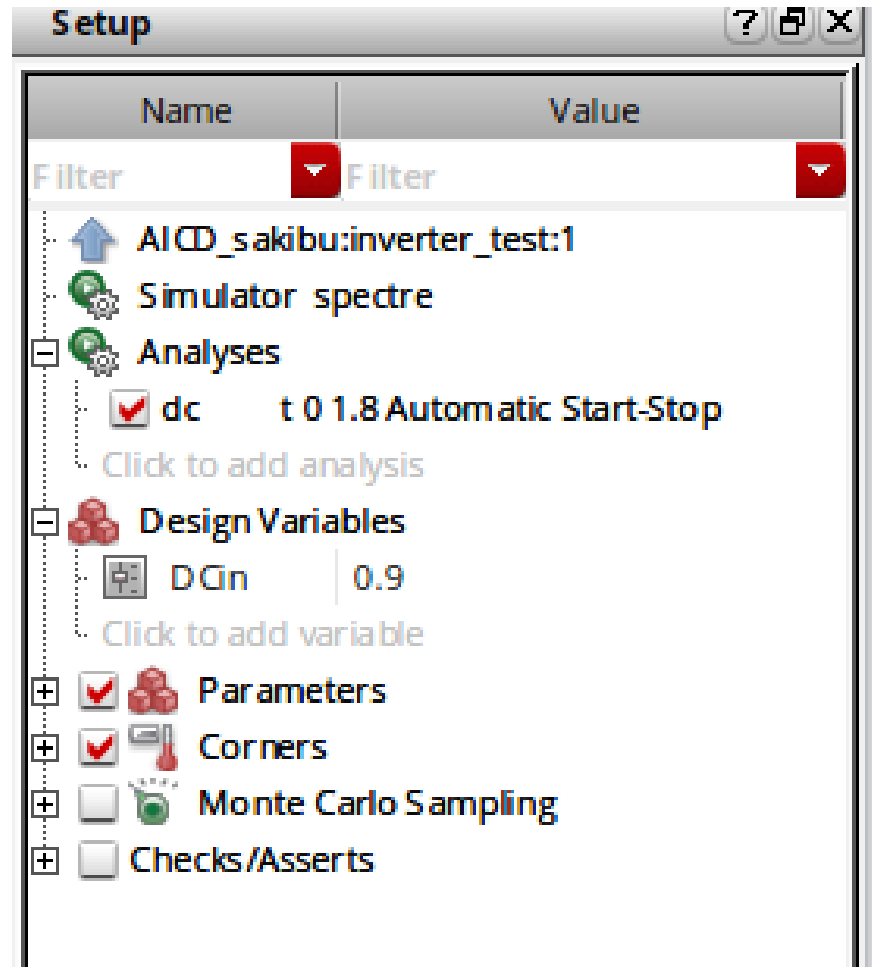 Setup
Name Value
Filter Filter
AICD_sakibu:inverter_test:1
Simulator spectre
Analyses
dc t 0 1.8 Automatic Start-Stop
Click to add analysis
Design Variables
DCin 0.9
Click to add variable
Parameters
Corners
Monte Carlo Sampling
Checks/Asserts